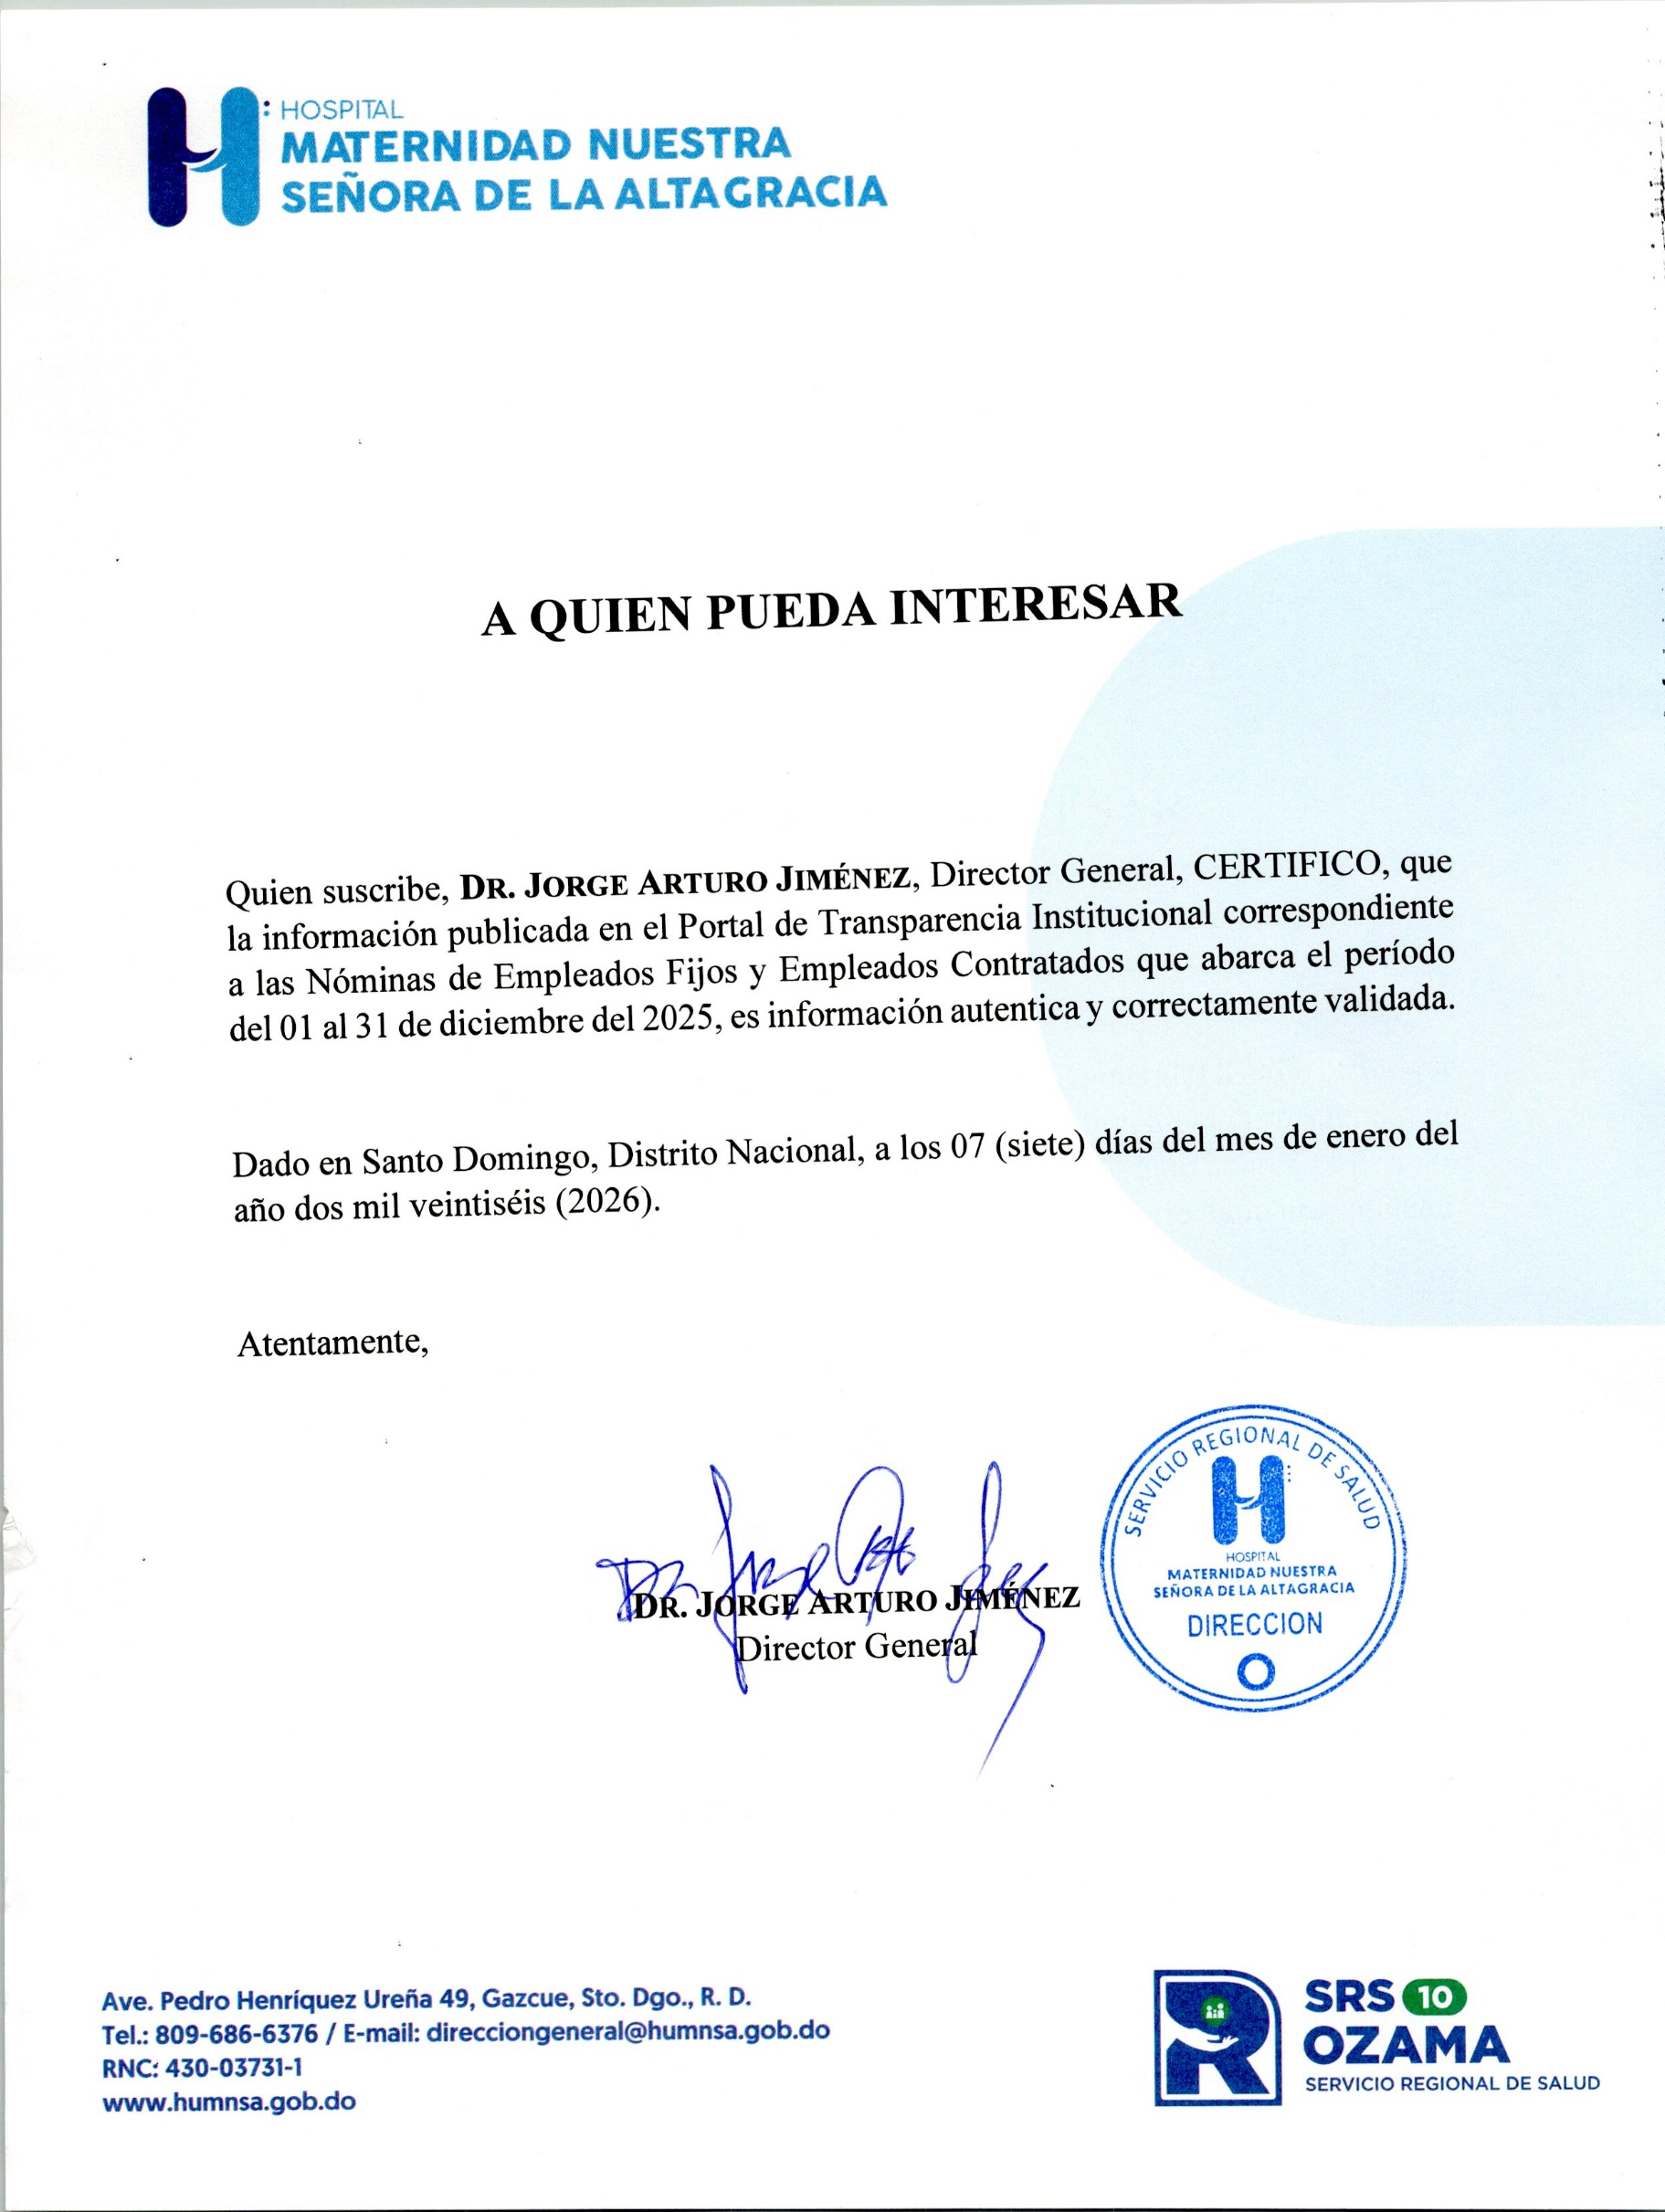 HOSPITAL
MATERNIDAD NUESTRA
SEÑORA DE LA ALTAGRACIA
A QUIEN PUEDA INTERESAR
Quien suscribe, DR. JORGE ARTURO JIMÉNEZ, Director General, CERTIFICO, que
la información publicada en el Portal de Transparencia Institucional correspondiente
a las Nóminas de Empleados Fijos y Empleados Contratados que abarca el período
del 01 al 31 de diciembre del 2025, es información autentica y correctamente validada.
Dado en Santo Domingo, Distrito Nacional, a los 07 (siete) días del mes de enero del
año dos mil veintiséis (2026).
Atentamente,
DR. JORGE ARTURO JIMÉNEZ
Director General
SERVICIO REGIONAL DE SALUD
HOSPITAL
MATERNIDAD NUESTRA
SEÑORA DE LA ALTAGRACIA
DIRECCION
Ave. Pedro Henríquez Ureña 49, Gazcue, Sto. Dgo., R. D.
Tel.: 809-686-6376 / E-mail: direcciongeneral@humnsa.gob.do
RNC: 430-03731-1
www.humnsa.gob.do
SRS 10
OZAMA
SERVICIO REGIONAL DE SALUD